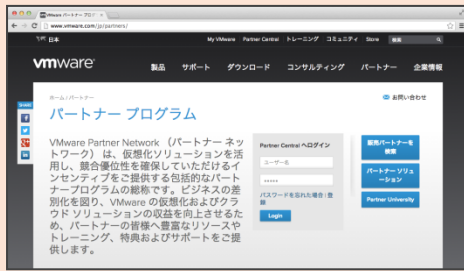 VMware パートナー プログ
www.vmware.com/jp/partners/
日本
My VMware Partner Central トレーニング コミュニティ Store 検索
vmware
製品 サポート ダウンロード コンサルティング パートナー 企業情報
ホーム / パートナー
お問い合わせ
SHARE
パートナー プログラム
VMware Partner Network （パートナー ネッ
トワーク） は、仮想化ソリューションを活
用し、競合優位性を確保していただけるイ
ンセンティブをご提供する包括的なパート
ナープログラムの総称です。ビジネスの差
別化を図り、VMware の仮想化およびクラ
ウド ソリューションの収益を向上させるた
め、パートナーの皆様へ豊富なリソースや
トレーニング、特典およびサポートをご提
供します。
Partner Central へログイン
ユーザー名
•••••
パスワードを忘れた場合 : 登
録
Login
販売パートナーを
検索
パートナー ソリュ
ーション
Partner University